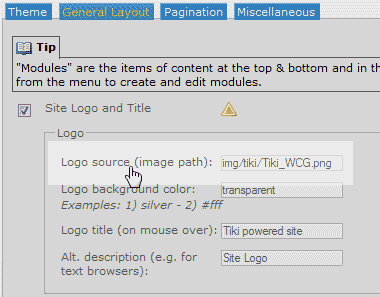 Theme General Layout Pagination Miscellaneous
Tip
"Modules" are the items of content at the top & bottom and in th
from the menu to create and edit modules.
Site Logo and Title
Logo
Logo source (image path): img/tiki/Tiki_WCG.png
Logo background color: transparent
Examples: 1) silver - 2) #fff
Logo title (on mouse over): Tiki powered site
Alt. description (e.g. for Site Logo
text browsers):